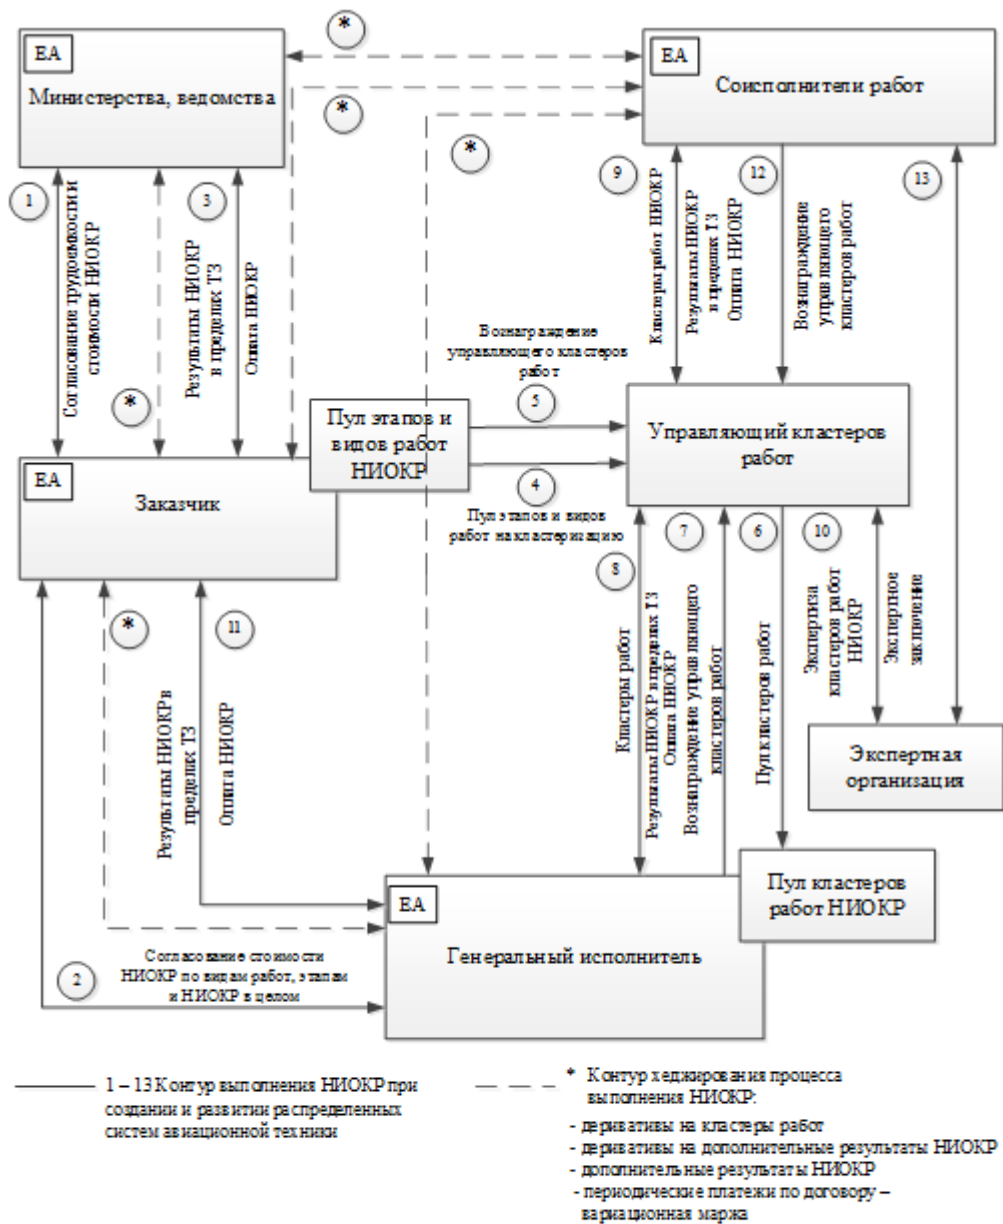 *
EA
Министерства, ведомства
EA
Соисполнители работ
*
*
1
3
9
12
13
Согласование трудоемкости и
стоимости НИОКР
Результаты НИОКР
в пределах ТЗ
Оплата НИОКР
*
Кластеры работ НИОКР
Результаты НИОКР
в пределах ТЗ
Оплата НИОКР
Вознаграждение
управляющего
кластеров работ
Вознаграждение
управляющего кластеров
работ
5
Пул этапов и
видов работ
НИОКР
Управляющий кластеров
работ
EA
Заказчик
4
Пул этапов и видов
работ на кластеризацию
7
6
10
8
*
11
Кластеры работ
Результаты НИОКР в пределах ТЗ
Оплата НИОКР
Вознаграждение управляющего
кластеров работ
Пул кластеров работ
Экспертиза
кластеров работ
НИОКР
Экспертное
заключение
Результаты НИОКР в
пределах ТЗ
Оплата НИОКР
Экспертная
организация
Пул кластеров
работ НИОКР
EA
Генеральный исполнитель
2
Согласование стоимости
НИОКР по видам работ, этапам
и НИОКР в целом
1 – 13 Контур выполнения НИОКР при
создании и развитии распределенных
систем авиационной техники
* Контур хеджирования процесса
выполнения НИОКР:
- деривативы на кластеры работ
- деривативы на дополнительные результаты НИОКР
- дополнительные результаты НИОКР
- периодические платежи по договору –
вариационная маржа